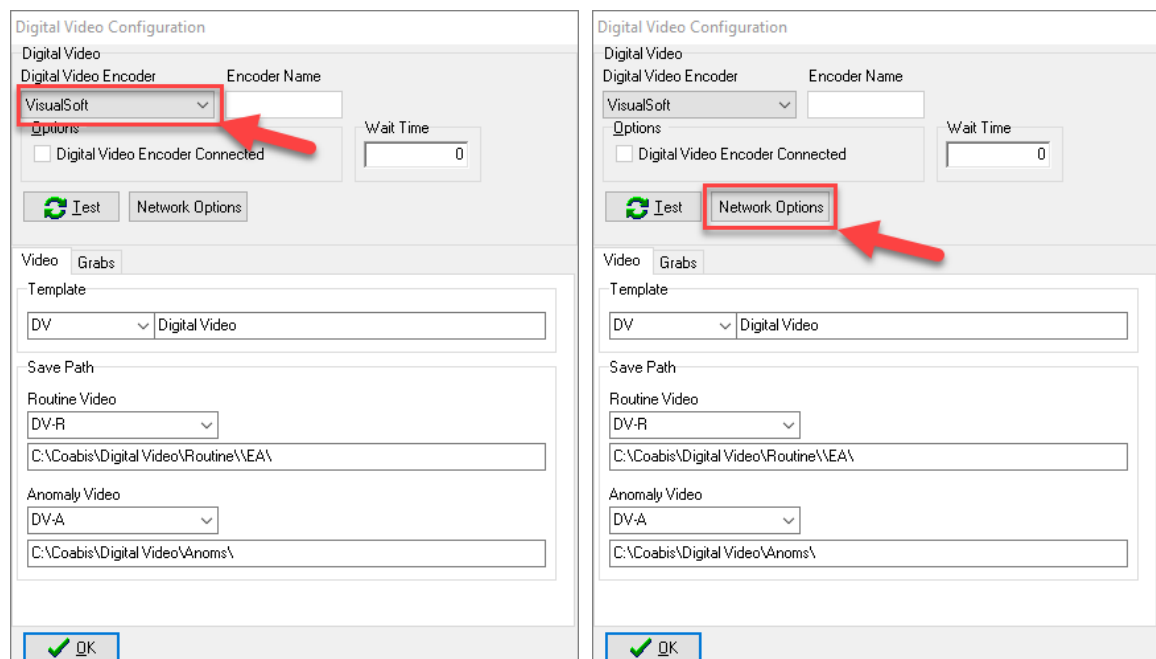 Digital Video Configuration
Digital Video
Digital Video Encoder Encoder Name
VisualSoft
Options Wait Time
Digital Video Encoder Connected 0
Test Network Options
Video Grabs
Template
DV Digital Video
Save Path
Routine Video
DV-R
C:\Coabis\Digital Video\Routine\\EA\
Anomaly Video
DV-A
C:\Coabis\Digital Video\Anoms\
OK
Digital Video Configuration
Digital Video
Digital Video Encoder Encoder Name
VisualSoft
Options Wait Time
Digital Video Encoder Connected 0
Test Network Options
Video Grabs
Template
DV Digital Video
Save Path
Routine Video
DV-R
C:\Coabis\Digital Video\Routine\\EA\
Anomaly Video
DV-A
C:\Coabis\Digital Video\Anoms\
OK